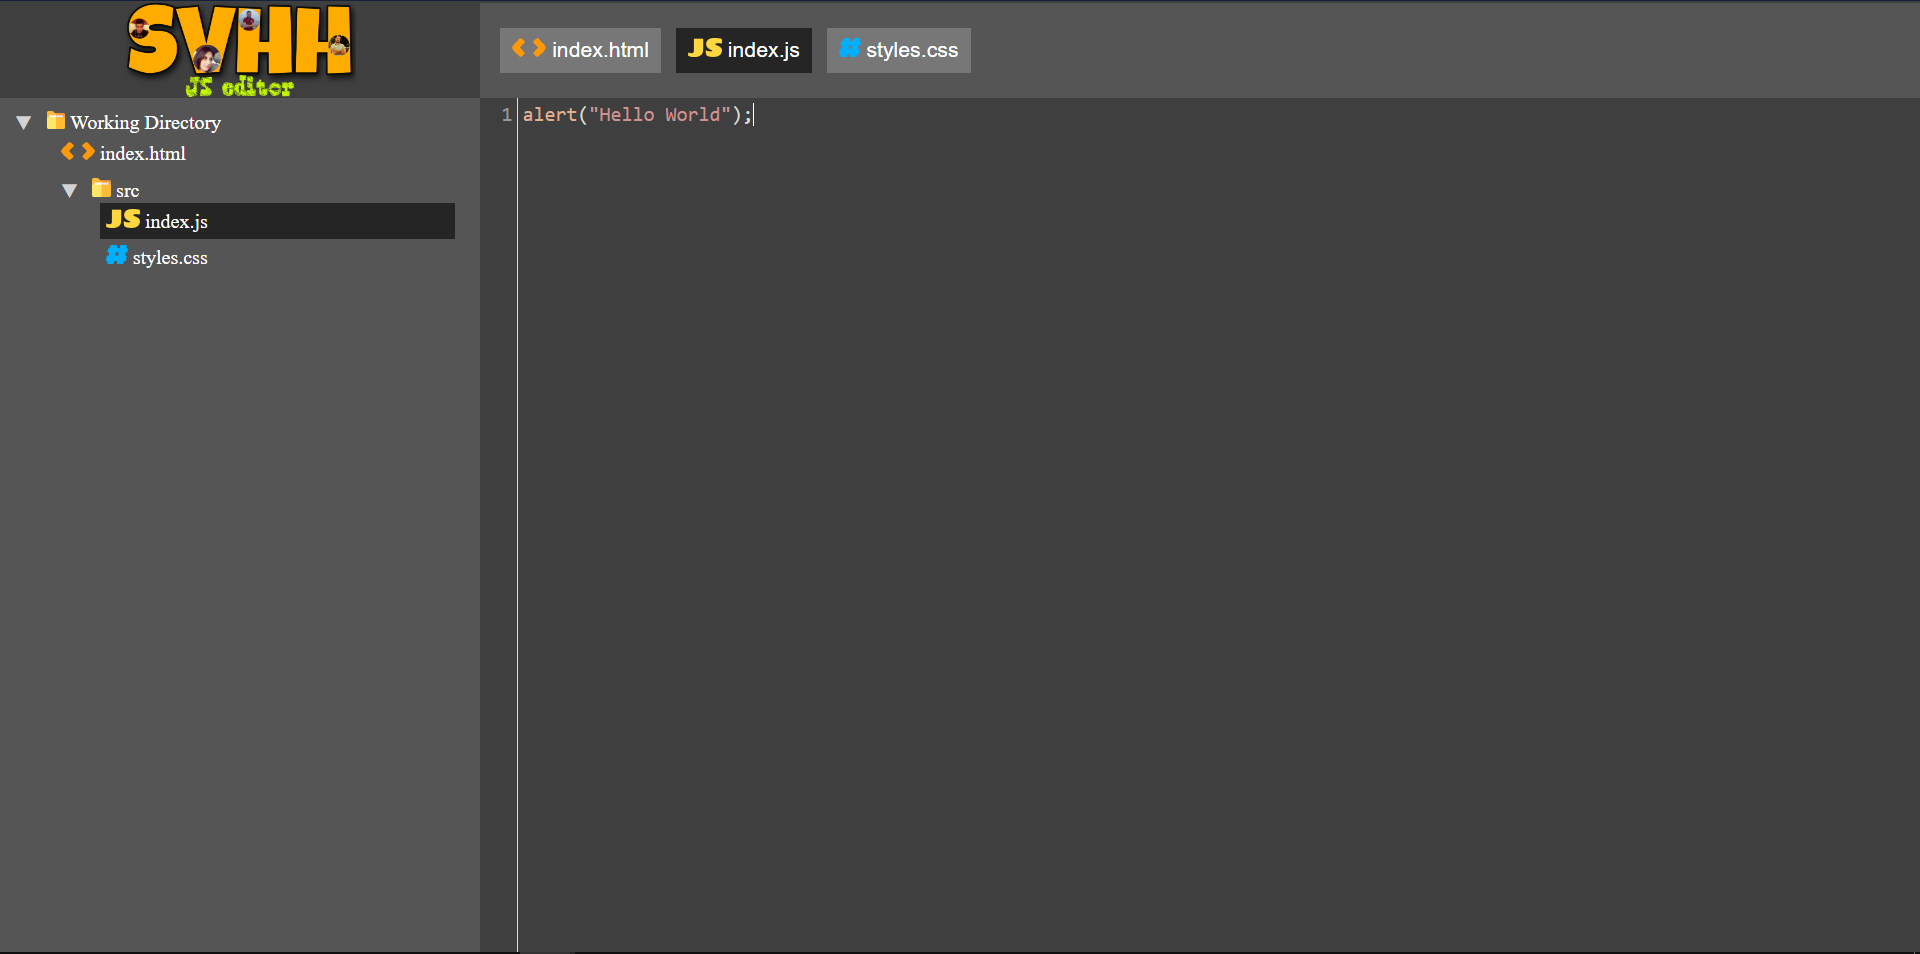 SVHH
JS editor
Working Directory
index.html
src
JS index.js
# styles.css
index.html
JS index.js
# styles.css
1 alert("Hello World");